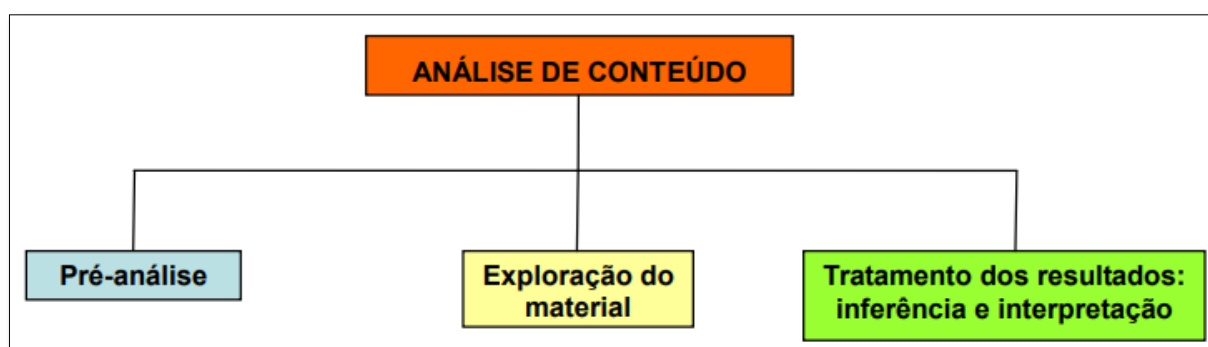 ANÁLISE DE CONTEÚDO
Pré-análise
Exploração do
material
Tratamento dos resultados:
inferência e interpretação